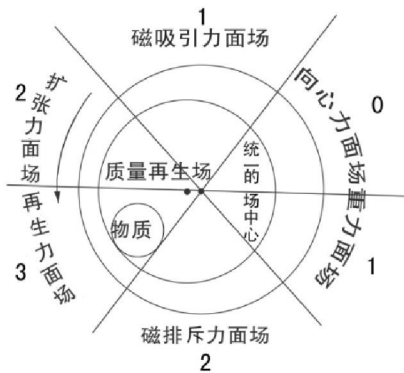 1
磁吸引力面场
2
扩张力面场
0
向心力面场
质量再生场
统一的场中心
物质
3
再生力面场
重力面场
1
磁排斥力面场
2